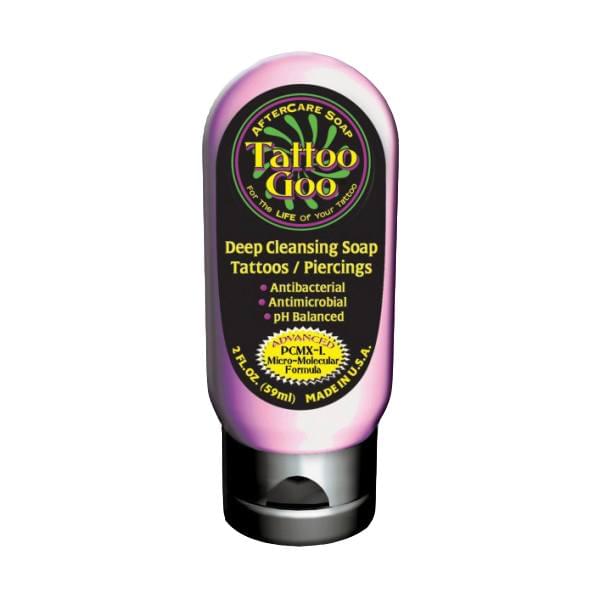 AFTERCARE SOAP
Tattoo
Goo
For The LIFE of Your Tattoo
Deep Cleansing Soap
Tattoos / Piercings
• Antibacterial
• Antimicrobial
• pH Balanced
ADVANCED
PCMX-L
Micro-Molecular
Formula
2 FL.OZ. (59ml) MADE IN U.S.A.